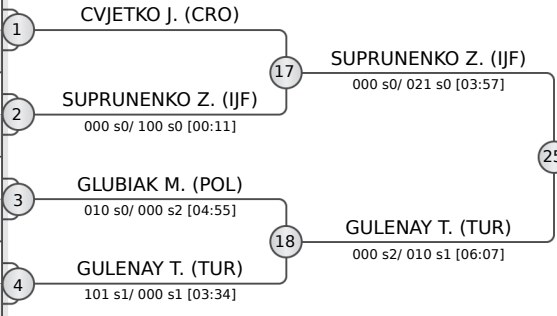 CVJETKO J. (CRO)
1
17
SUPRUNENKO Z. (IJF)
000 s0/ 021 s0 [03:57]
SUPRUNENKO Z. (IJF)
2
000 s0/ 100 s0 [00:11]
25
GLUBIAK M. (POL)
3
010 s0/ 000 s2 [04:55]
18
GULENAY T. (TUR)
000 s2/ 010 s1 [06:07]
GULENAY T. (TUR)
4
101 s1/ 000 s1 [03:34]